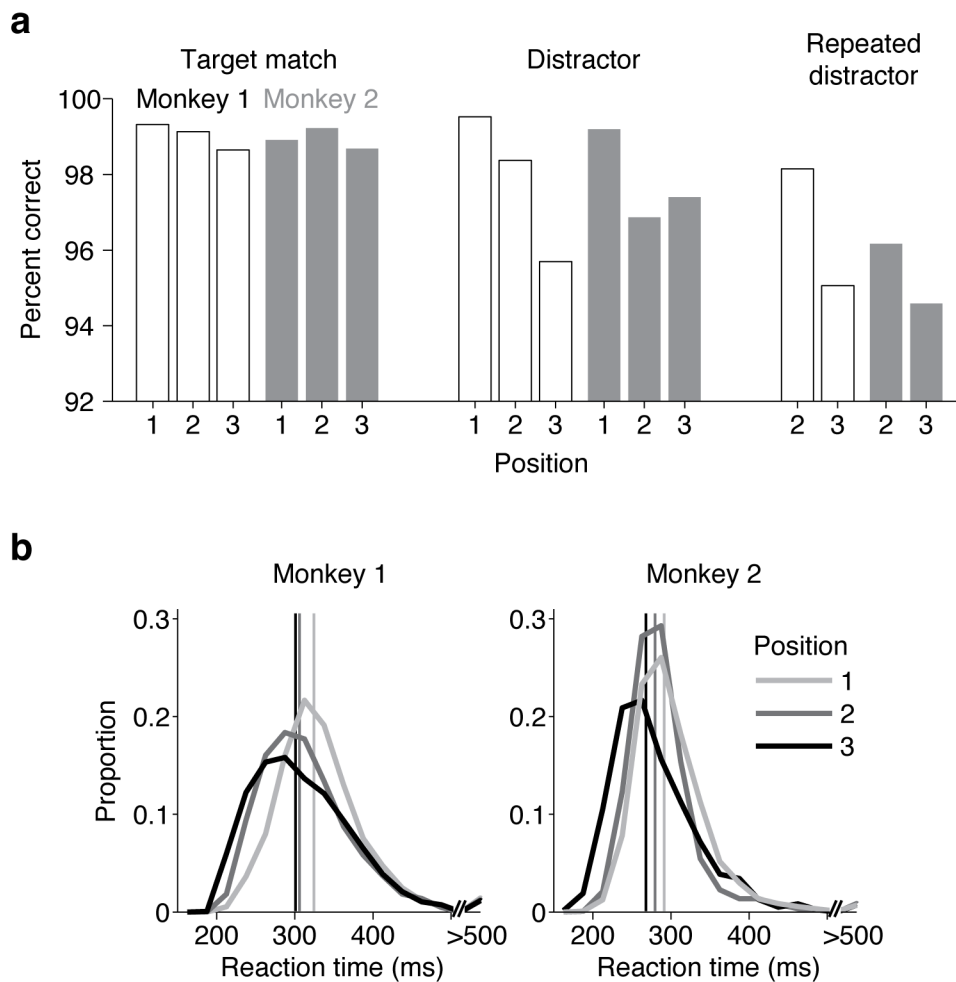 a
Target match
Distractor
Repeated
distractor
Monkey 1 Monkey 2
Percent correct
100
98
96
94
92
1 2 3 1 2 3
1 2 3 1 2 3
2 3 2 3
Position
b
Monkey 1
Monkey 2
Proportion
0.3
0.2
0.1
0
200 300 400 >500
Reaction time (ms)
0.3
0.2
0.1
0
200 300 400 >500
Reaction time (ms)
Position
1
2
3